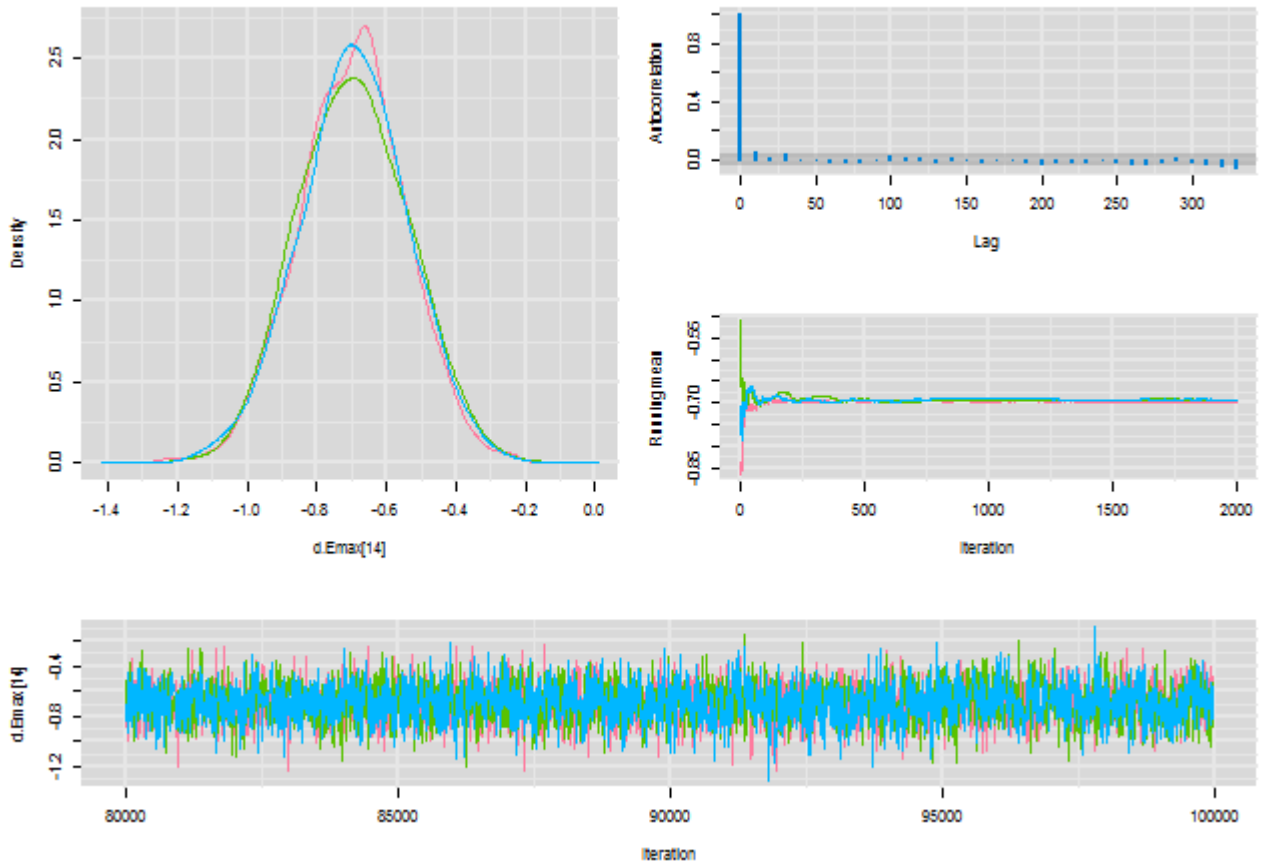 Density
0.0 0.5 1.0 1.5 2.0 2.5
-1.4 -1.2 -1.0 -0.8 -0.6 -0.4 -0.2 0.0
d.Emax[14]
Autocorrelation
0.0 0.4 0.8
0 50 100 150 200 250 300
Lag
Running mean
-0.85 -0.70 -0.55
0 500 1000 1500 2000
Iteration
d.Emax[14]
-1.2 -0.8 -0.4
80000 85000 90000 95000 100000
Iteration